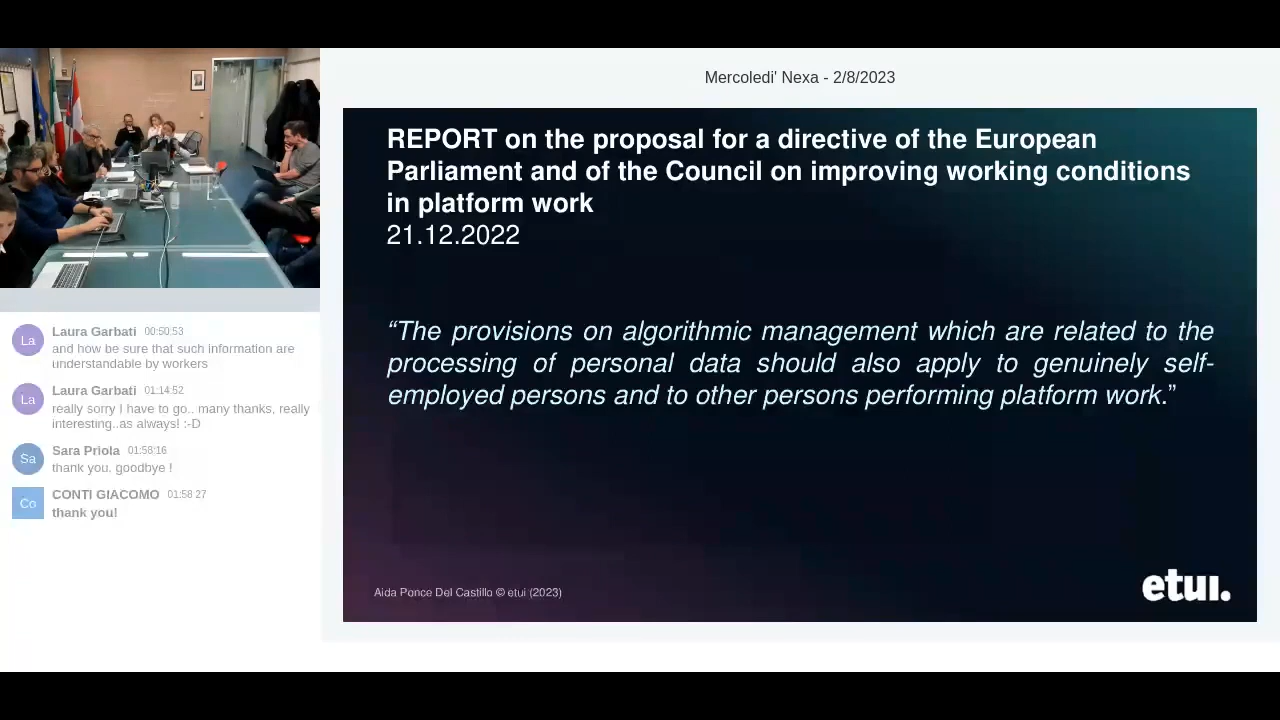 Mercoledi' Nexa - 2/8/2023
REPORT on the proposal for a directive of the European
Parliament and of the Council on improving working conditions
in platform work
21.12.2022
“The provisions on algorithmic management which are related to the
processing of personal data should also apply to genuinely self-
employed persons and to other persons performing platform work.”
Aida Ponce Del Castillo © etui (2023)
etui.
La
Laura Garbati 00:50:53
and how be sure that such information are
understandable by workers
La
Laura Garbati 01:14:52
really sorry I have to go.. many thanks, really
interesting..as always! :-D
Sa
Sara Priola 01:58:16
thank you. goodbye !
Co
CONTI GIACOMO 01:58 27
thank you!